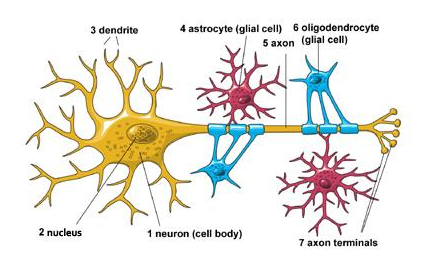 3 dendrite
4 astrocyte (glial cell)
6 oligodendrocyte
(glial cell)
5 axon
2 nucleus
1 neuron (cell body)
7 axon terminals